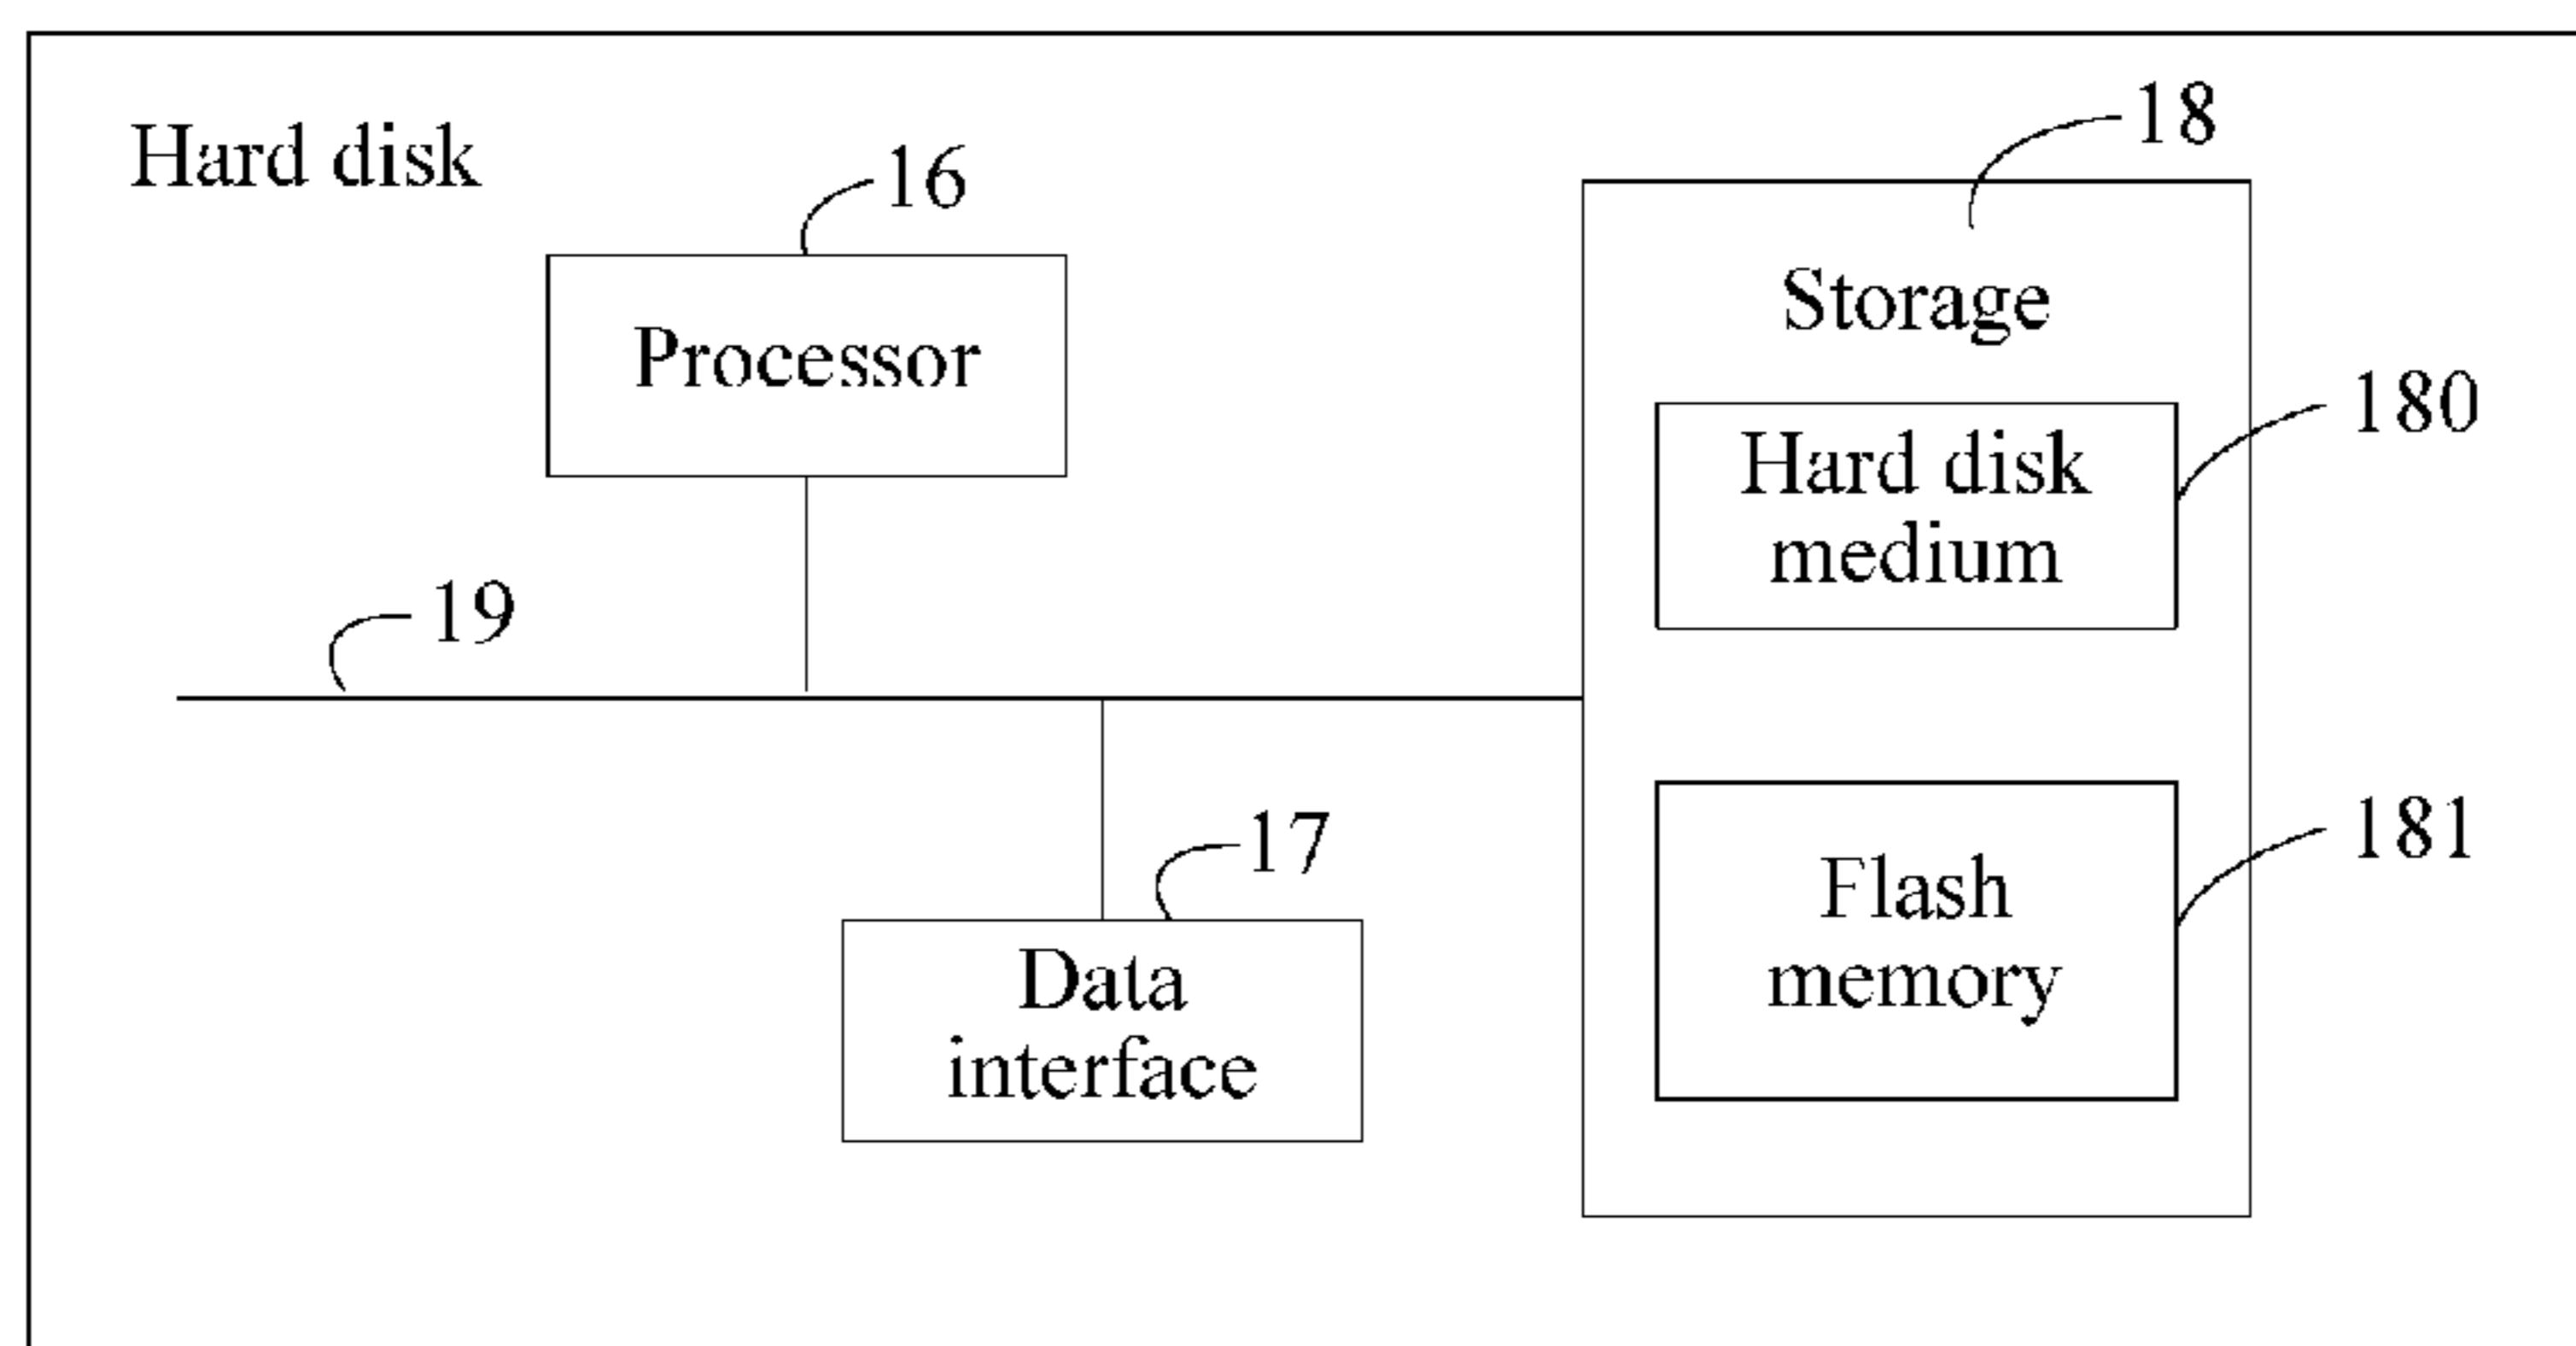 Hard disk
16
18
Processor
Storage
180
Hard disk
medium
19
17
Data
interface
181
Flash
memory